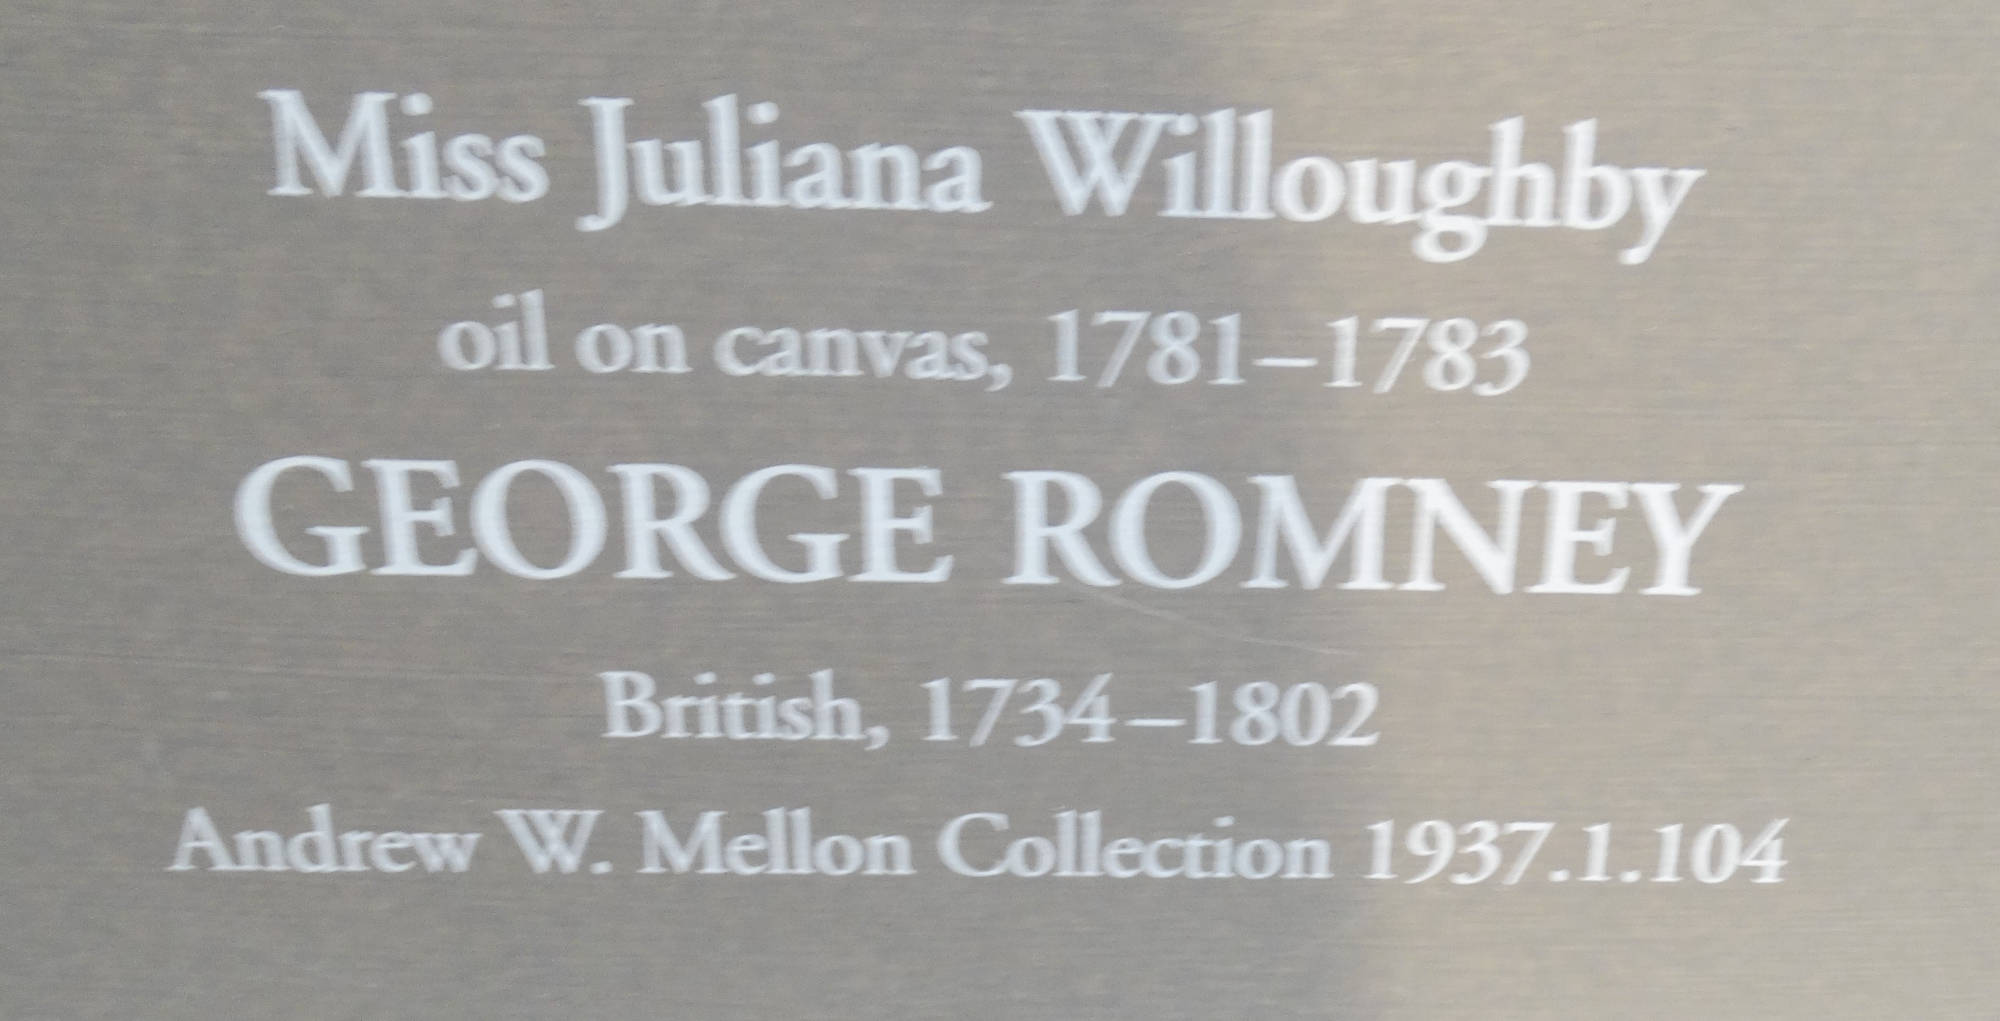 Miss Juliana Willoughby
oil on canvas, 1781–1783
GEORGE ROMNEY
British, 1734–1802
Andrew W. Mellon Collection 1937.1.104